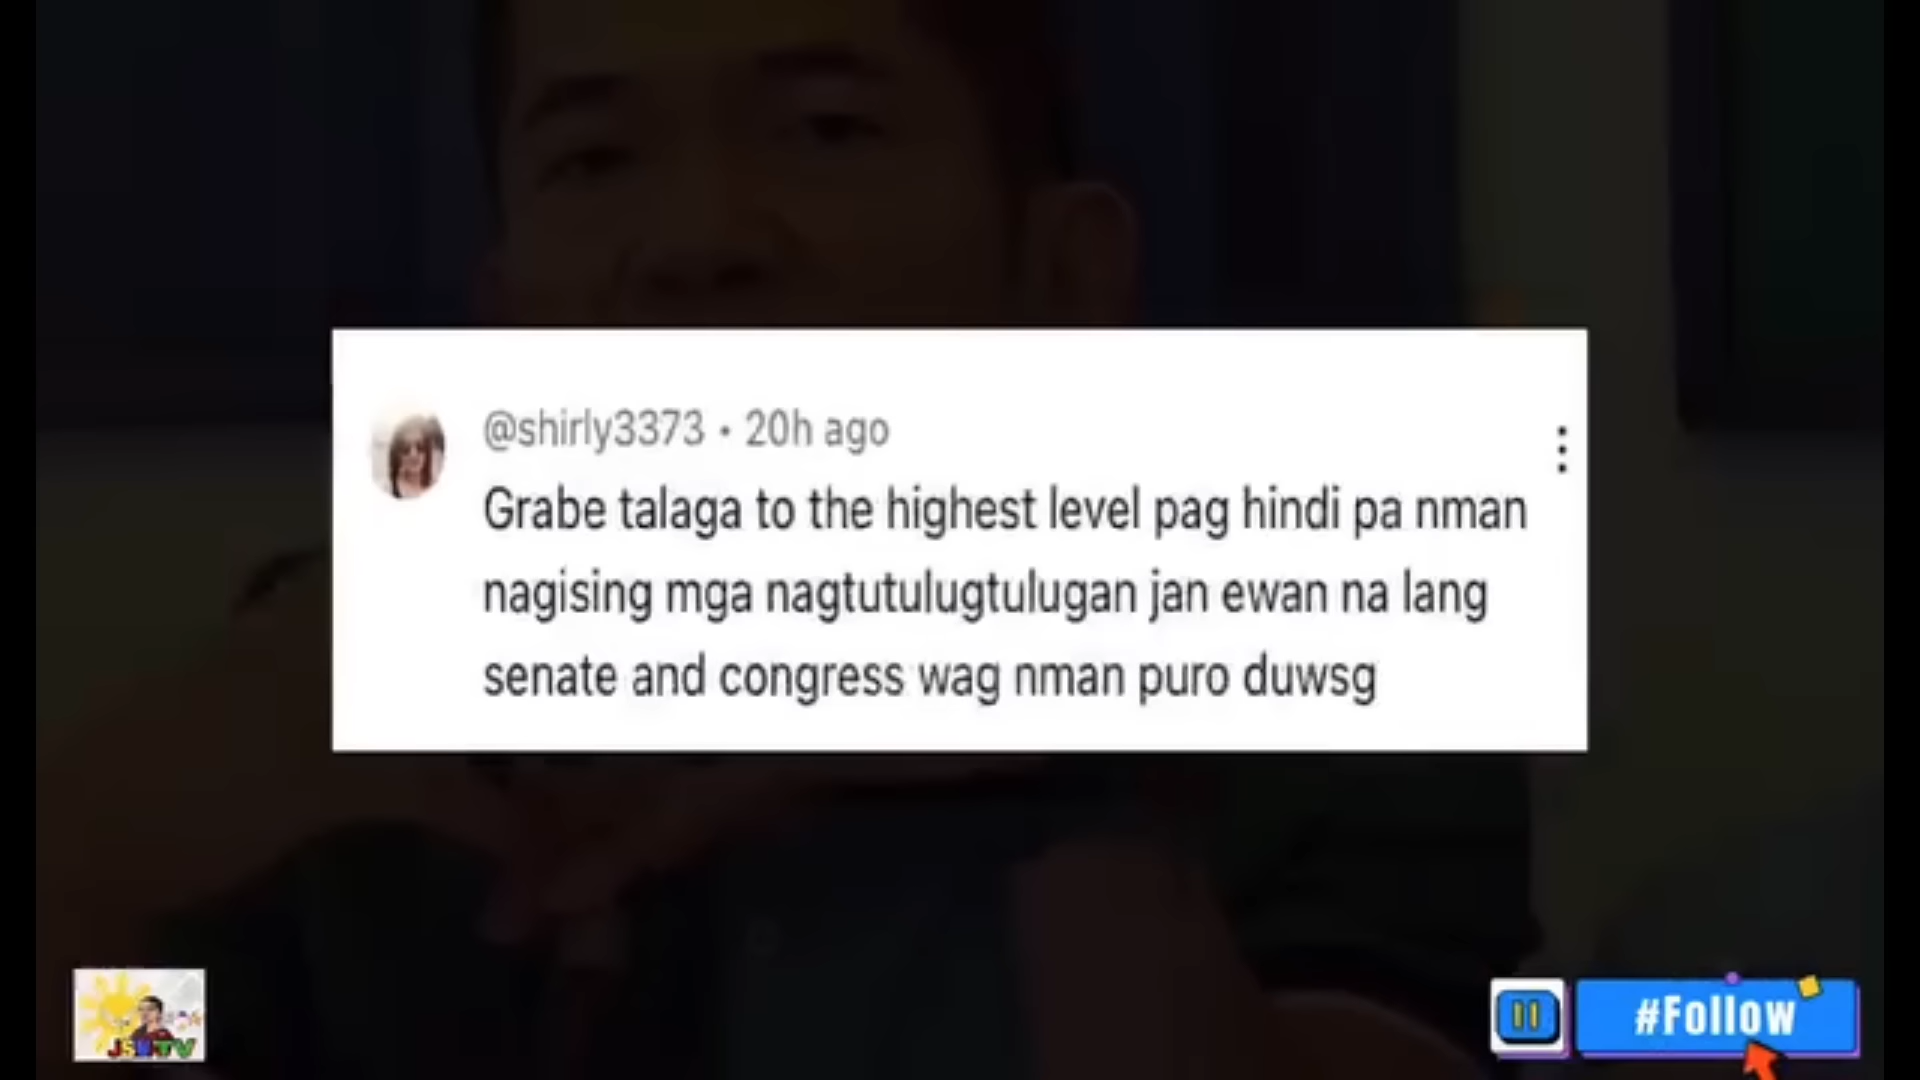 @shirly3373 • 20h ago
Grabe talaga to the highest level pag hindi pa nman
nagising mga nagtutulugtulugan jan ewan na lang
senate and congress wag nman puro duwsg
JSHTV
#Follow